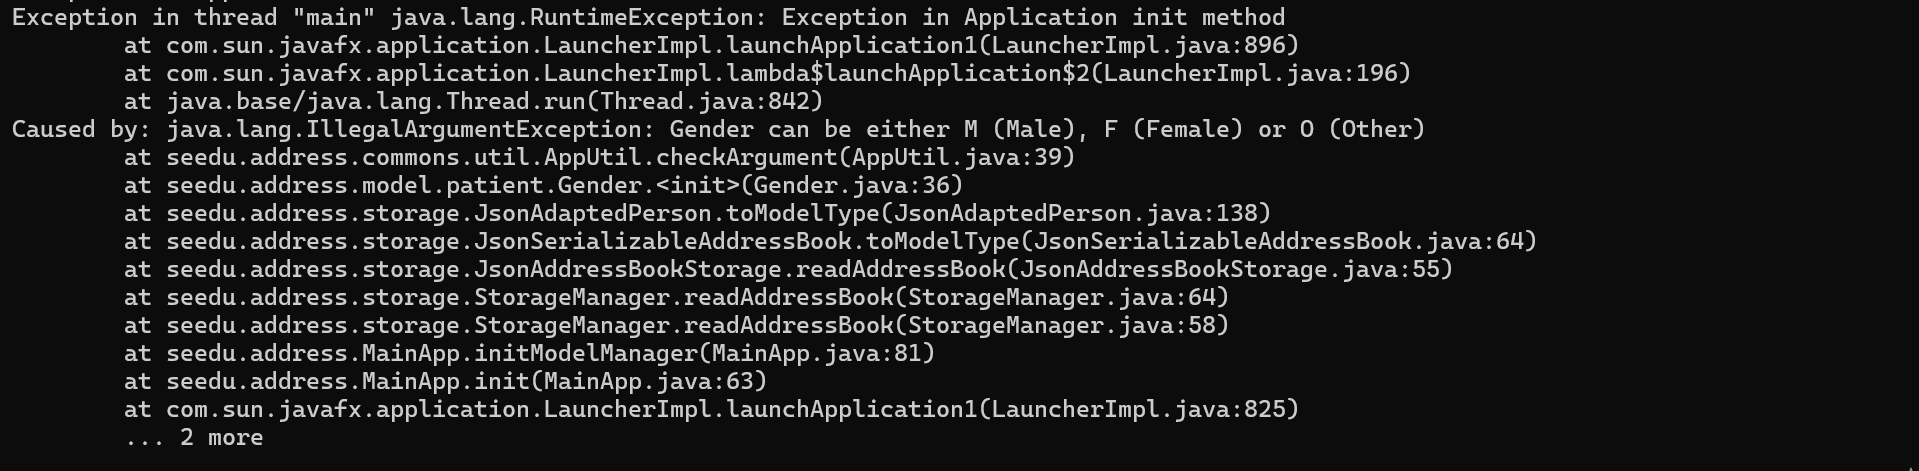 Exception in thread "main" java.lang.RuntimeException: Exception in Application init method
at com.sun.javafx.application.LauncherImpl.launchApplication1(LauncherImpl.java:896)
at com.sun.javafx.application.LauncherImpl.lambda$launchApplication$2(LauncherImpl.java:196)
at java.base/java.lang.Thread.run(Thread.java:842)
Caused by: java.lang.IllegalArgumentException: Gender can be either M (Male), F (Female) or O (Other)
at seedu.address.commons.util.AppUtil.checkArgument(AppUtil.java:39)
at seedu.address.model.patient.Gender.<init>(Gender.java:36)
at seedu.address.storage.JsonAdaptedPerson.toModelType(JsonAdaptedPerson.java:138)
at seedu.address.storage.JsonSerializableAddressBook.toModelType(JsonSerializableAddressBook.java:64)
at seedu.address.storage.JsonAddressBookStorage.readAddressBook(JsonAddressBookStorage.java:55)
at seedu.address.storage.StorageManager.readAddressBook(StorageManager.java:64)
at seedu.address.storage.StorageManager.readAddressBook(StorageManager.java:58)
at seedu.address.MainApp.initModelManager(MainApp.java:81)
at seedu.address.MainApp.init(MainApp.java:63)
at com.sun.javafx.application.LauncherImpl.launchApplication1(LauncherImpl.java:825)
... 2 more